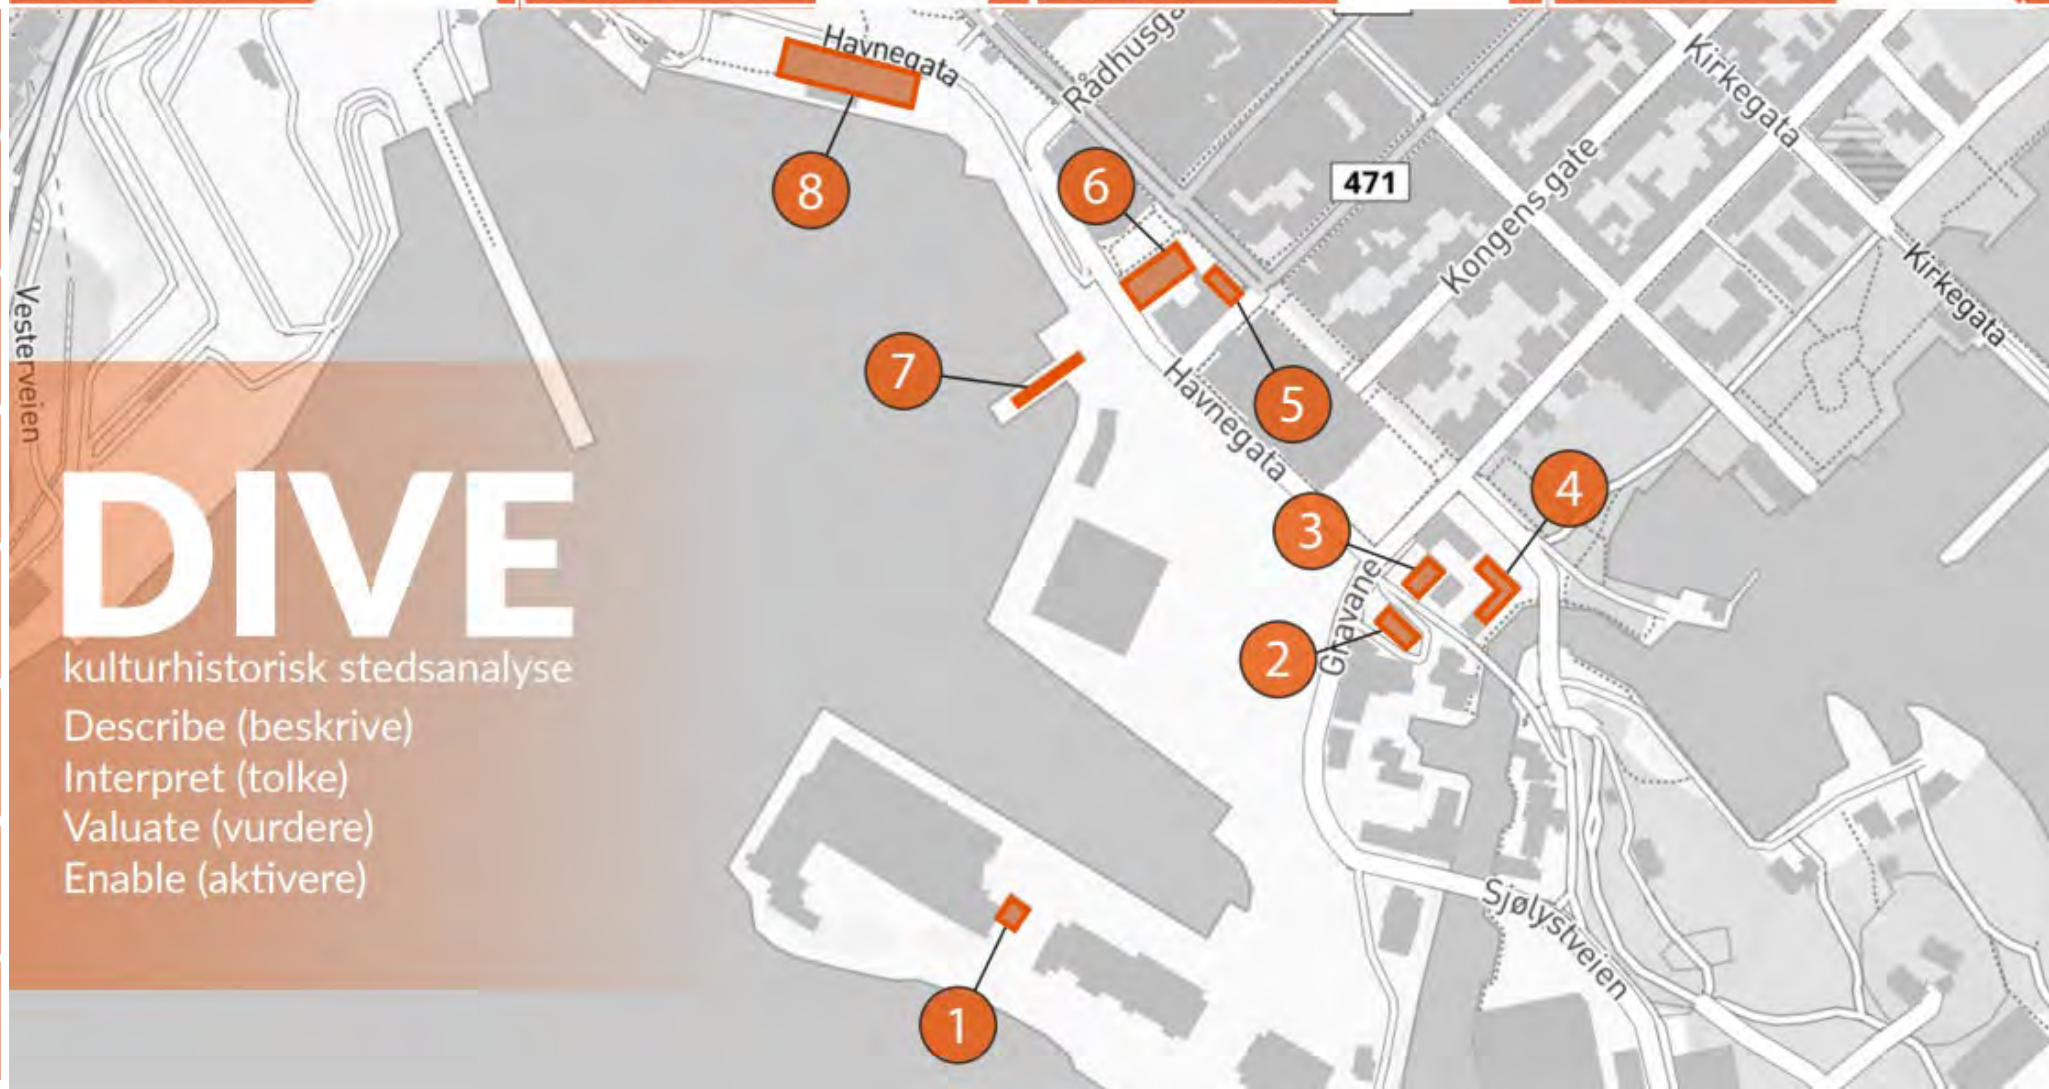 Havnegata
Rådhusga
Kirkegata
8
6
471
Kongens gate
Kirkegata
Vesterveien
7
Havnegata
5
DIVE
kulturhistorisk stedsanalyse
Describe (beskrive)
Interpret (tolke)
Valuate (vurdere)
Enable (aktivere)
4
3
Gravane
2
Sjølystveien
1